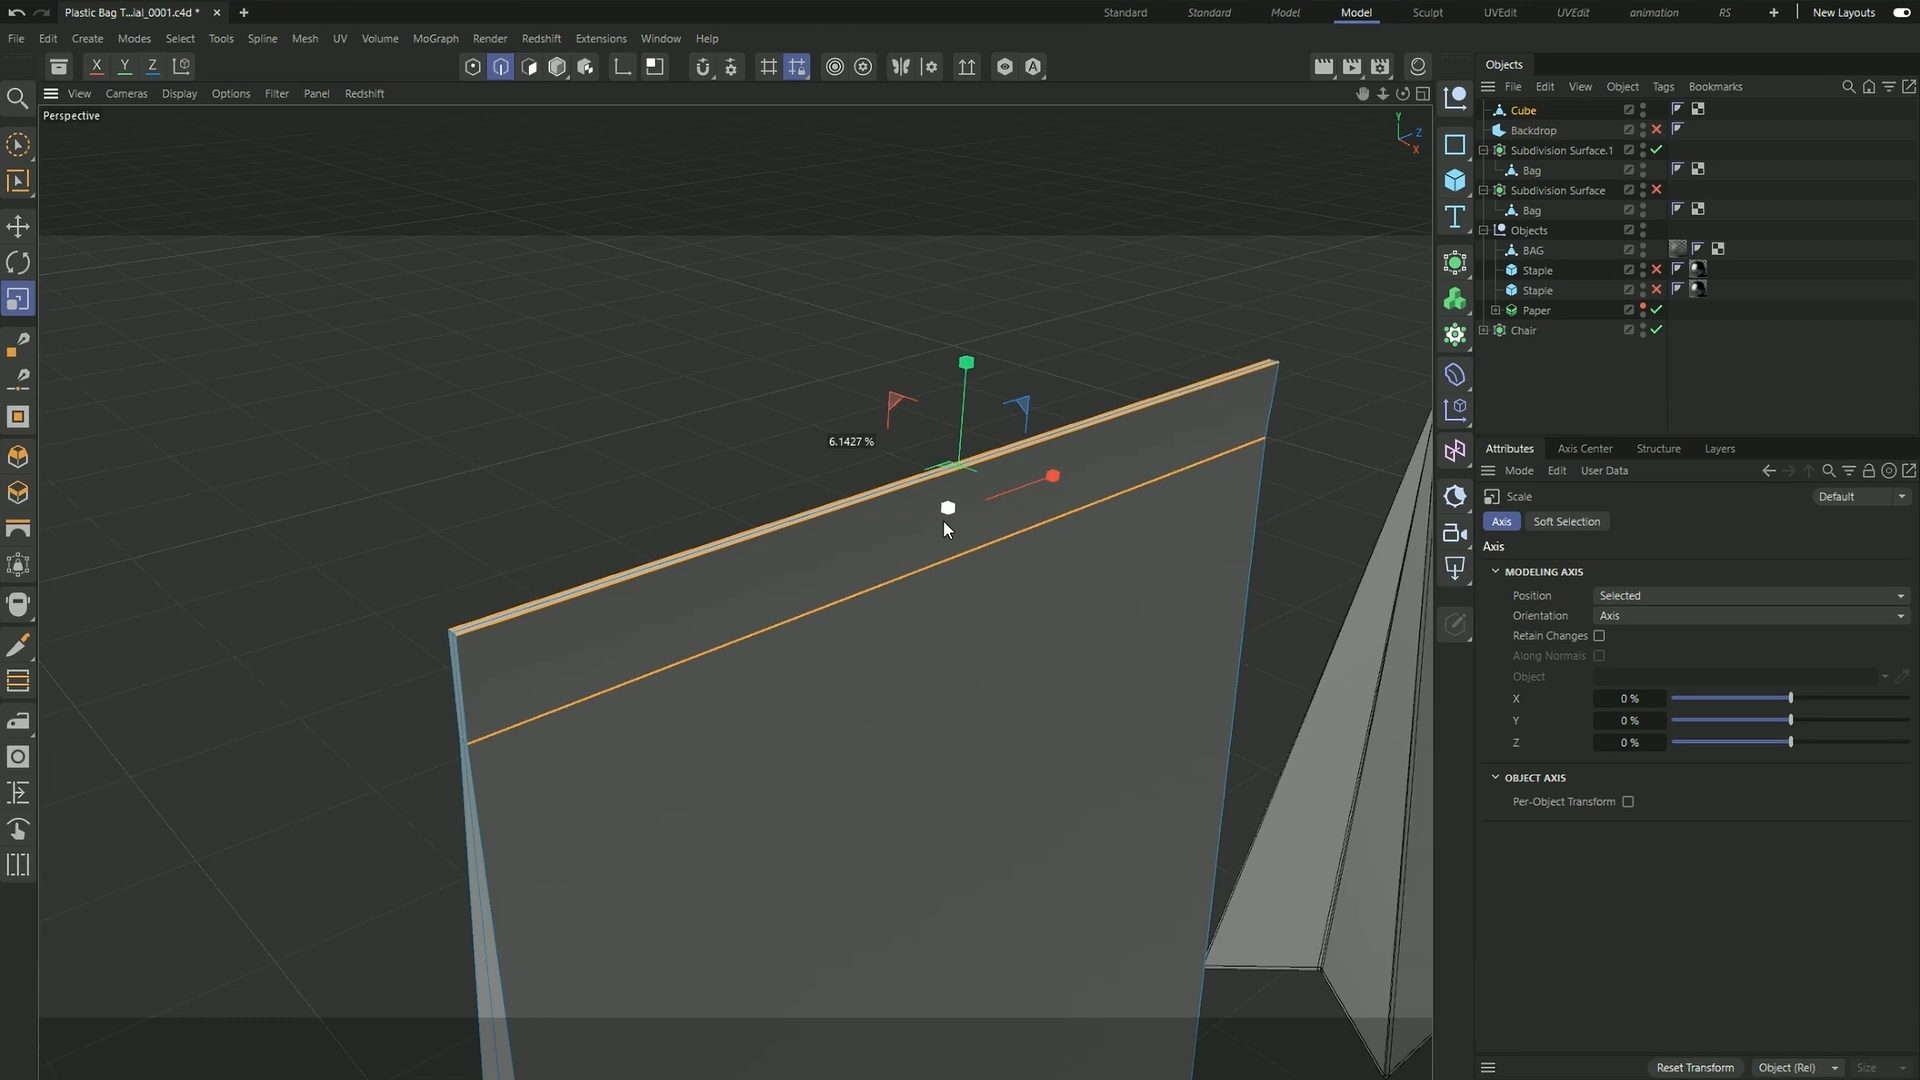 Plastic Bag T...ial_0001.c4d *
Standard Standard Model Model Sculpt UVEdit UVEdit animation RS New Layouts
File Edit Create Modes Select Tools Spline Mesh UV Volume MoGraph Render Redshift Extensions Window Help
X Y Z
View Cameras Display Options Filter Panel Redshift
Perspective
Y
Z
X
6.1427 %
Objects
File Edit View Object Tags Bookmarks
Cube
Backdrop
Subdivision Surface.1
Bag
Subdivision Surface
Bag
Objects
BAG
Staple
Staple
Paper
Chair
Attributes Axis Center Structure Layers
Mode Edit User Data
Scale Default
Axis Soft Selection
Axis
MODELING AXIS
Position Selected
Orientation Axis
Retain Changes
Along Normals
Object
X 0 %
Y 0 %
Z 0 %
OBJECT AXIS
Per-Object Transform
Reset Transform Object (Rel) Size